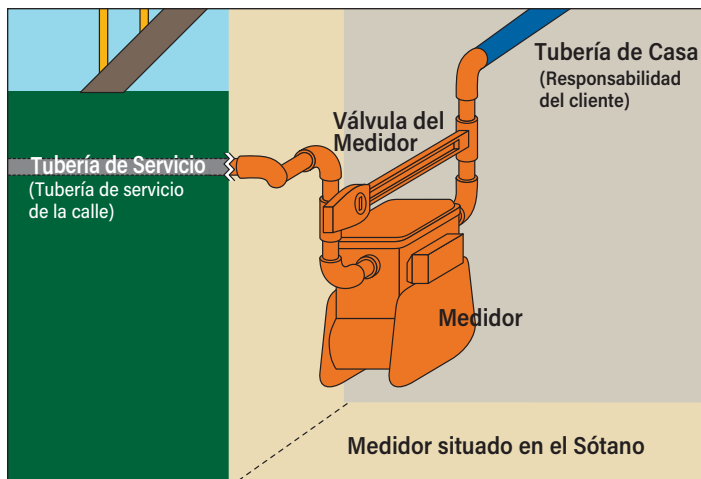 Tubería de Casa
(Responsabilidad
del cliente)
Válvula del
Medidor
Tubería de Servicio
(Tubería de servicio
de la calle)
Medidor
Medidor situado en el Sótano